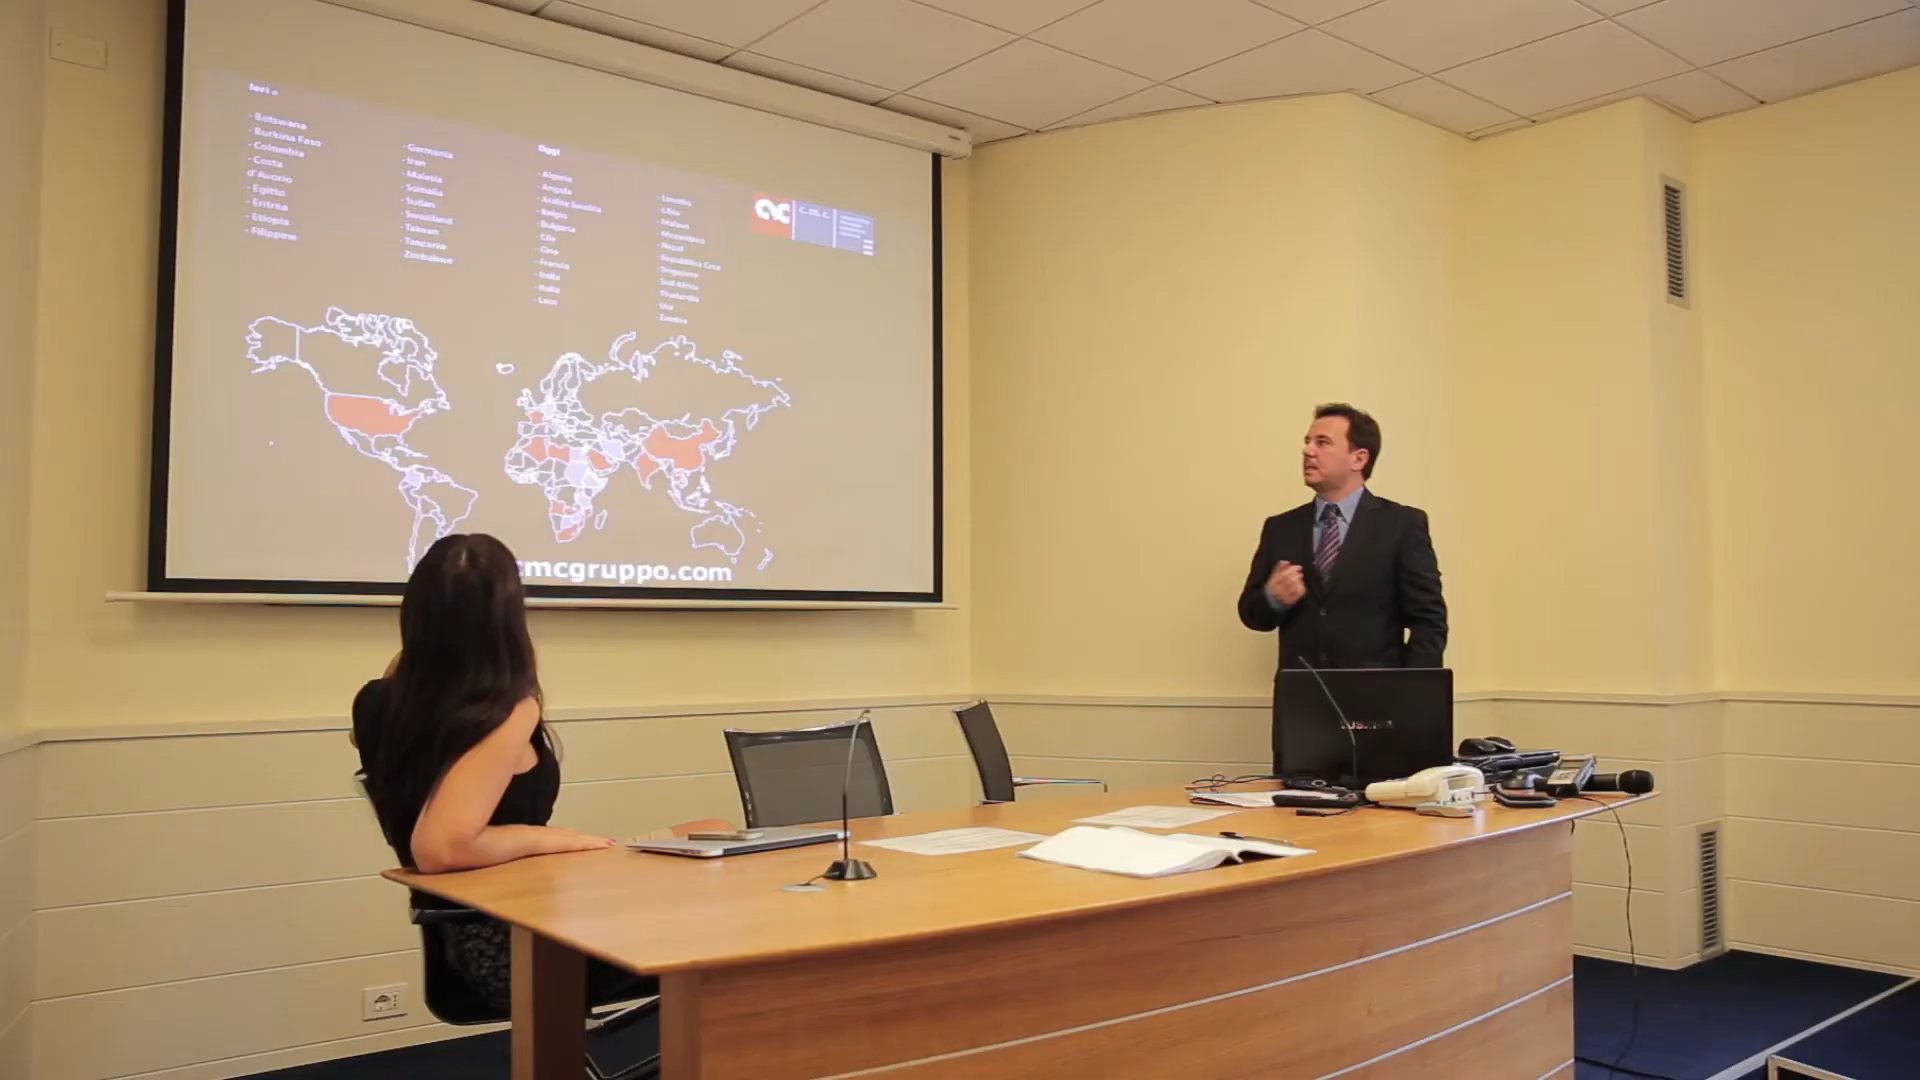 Ieri
- Botswana
- Burkina Faso
- Colombia
- Costa
d'Avorio
- Egitto
- Eritrea
- Etiopia
- Filippine
- Germania
- Iran
- Malesia
- Somalia
- Sudan
- Swaziland
- Taiwan
- Tanzania
Zimbabwe
Oggi
- Algeria
- Angola
- Arabia Saudita
- Belgio
- Bulgaria
- Cile
- Cina
- Francia
- India
- Italia
- Laos
- Lesotho
- Libia
- Malawi
- Mozambico
- Nepal
- Repubblica Ceca
- Singapore
- Sud Africa
Thailandia
- Usa
- Zambia
C.M.C.
cmcgruppo.com